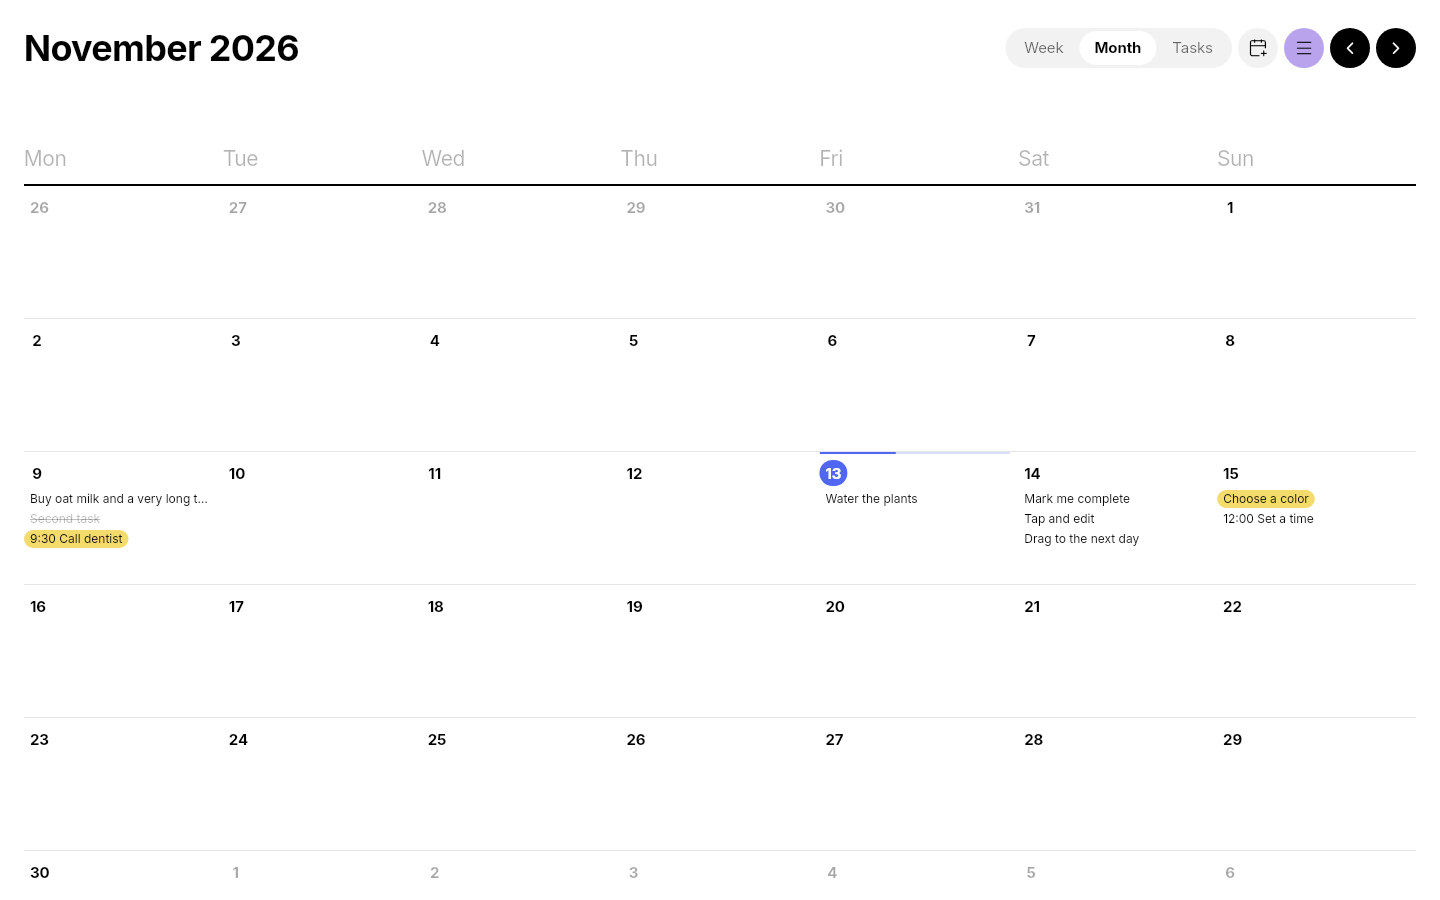 November 2026
Week Month Tasks
Mon Tue Wed Thu Fri Sat Sun
26 27 28 29 30 31 1
2 3 4 5 6 7 8
9 10 11 12 13 14 15
Buy oat milk and a very long t... Water the plants Mark me complete Choose a color
Second task Tap and edit 12:00 Set a time
9:30 Call dentist Drag to the next day
16 17 18 19 20 21 22
23 24 25 26 27 28 29
30 1 2 3 4 5 6